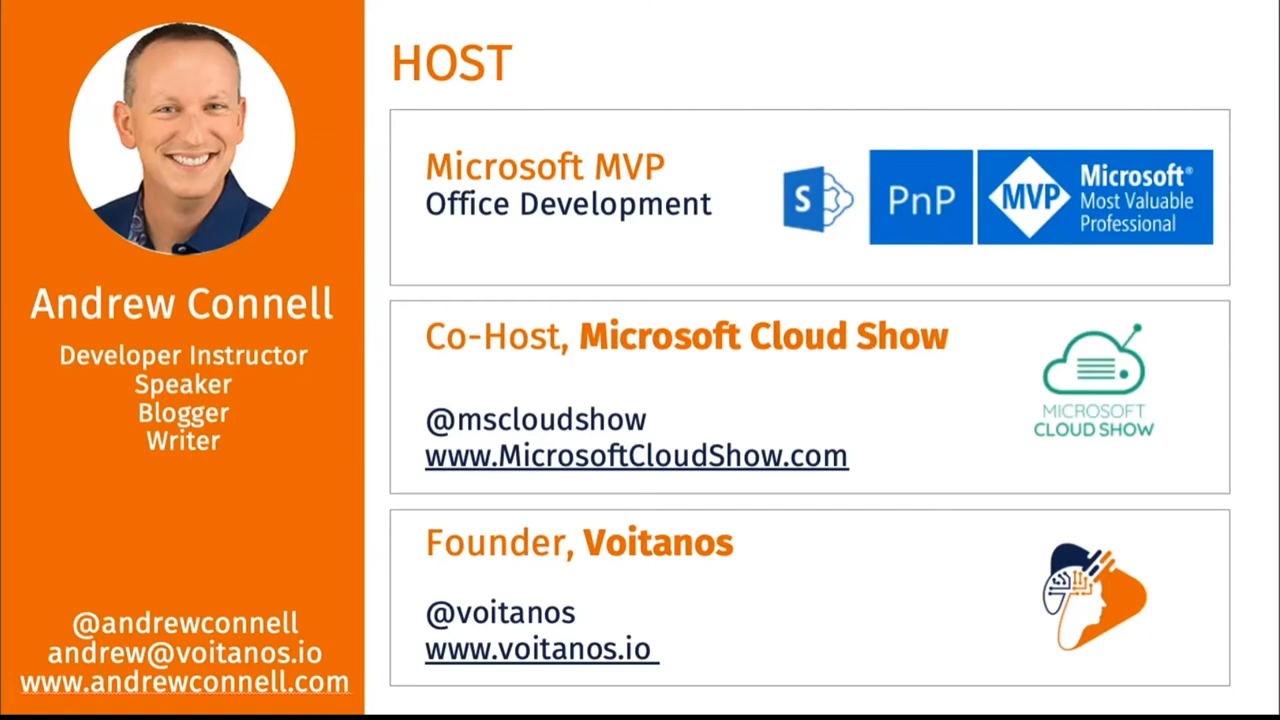 Andrew Connell
Developer Instructor
Speaker
Blogger
Writer
@andrewconnell
andrew@voitanos.io
www.andrewconnell.com
HOST
Microsoft MVP
Office Development
S
PnP
MVP
Microsoft®
Most Valuable
Professional
Co-Host, Microsoft Cloud Show
@mscloudshow
www.MicrosoftCloudShow.com
MICROSOFT
CLOUD SHOW
Founder, Voitanos
@voitanos
www.voitanos.io